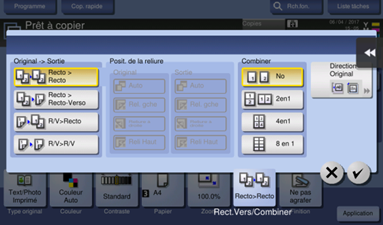 Programme
Cop. rapide
Rch fon.
Liste tâches
Prêt à copier
Copies
Original -> Sortie
Posit. de la reliure
Combiner
Original
Sortie
Direction
Original
Recto >
Recto
Recto >
Recto-Verso
R/V>Recto
R/V>R/V
Auto
Rel. gche
Rel. Haut
Auto
Rel. gche
Rel. Haut
No
2en1
4en1
8 en 1
Text/Photo
Imprimé
Couleur
Auto
Standard
3 A4
100.0%
Recto>Recto
Ne pas
agrafer
Type original
Couleur
Contraste
Papier
Rect.Vers/Combiner
Application